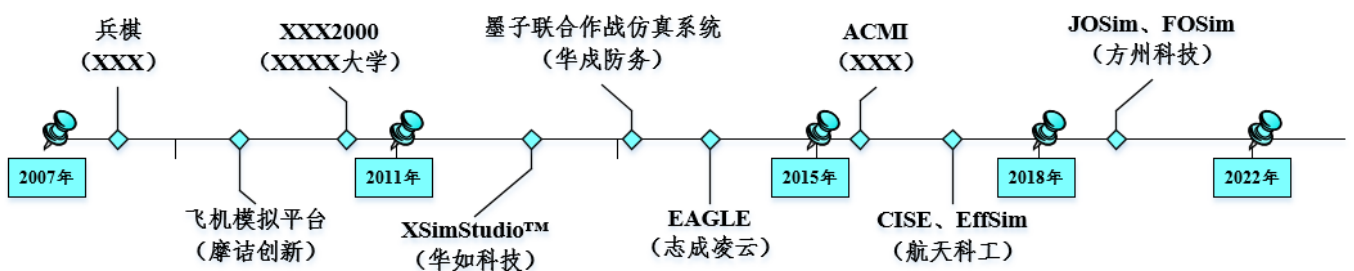 兵棋
（XXX）
XXX2000
（XXXX大学）
墨子联合作战仿真系统
（华戍防务）
ACMI
（XXX）
JOSim、FOSim
（方州科技）
2007年
2011年
2015年
2018年
2022年
飞机模拟平台
（摩诘创新）
XSimStudio™
（华如科技）
EAGLE
（志成凌云）
CISE、EffSim
（航天科工）